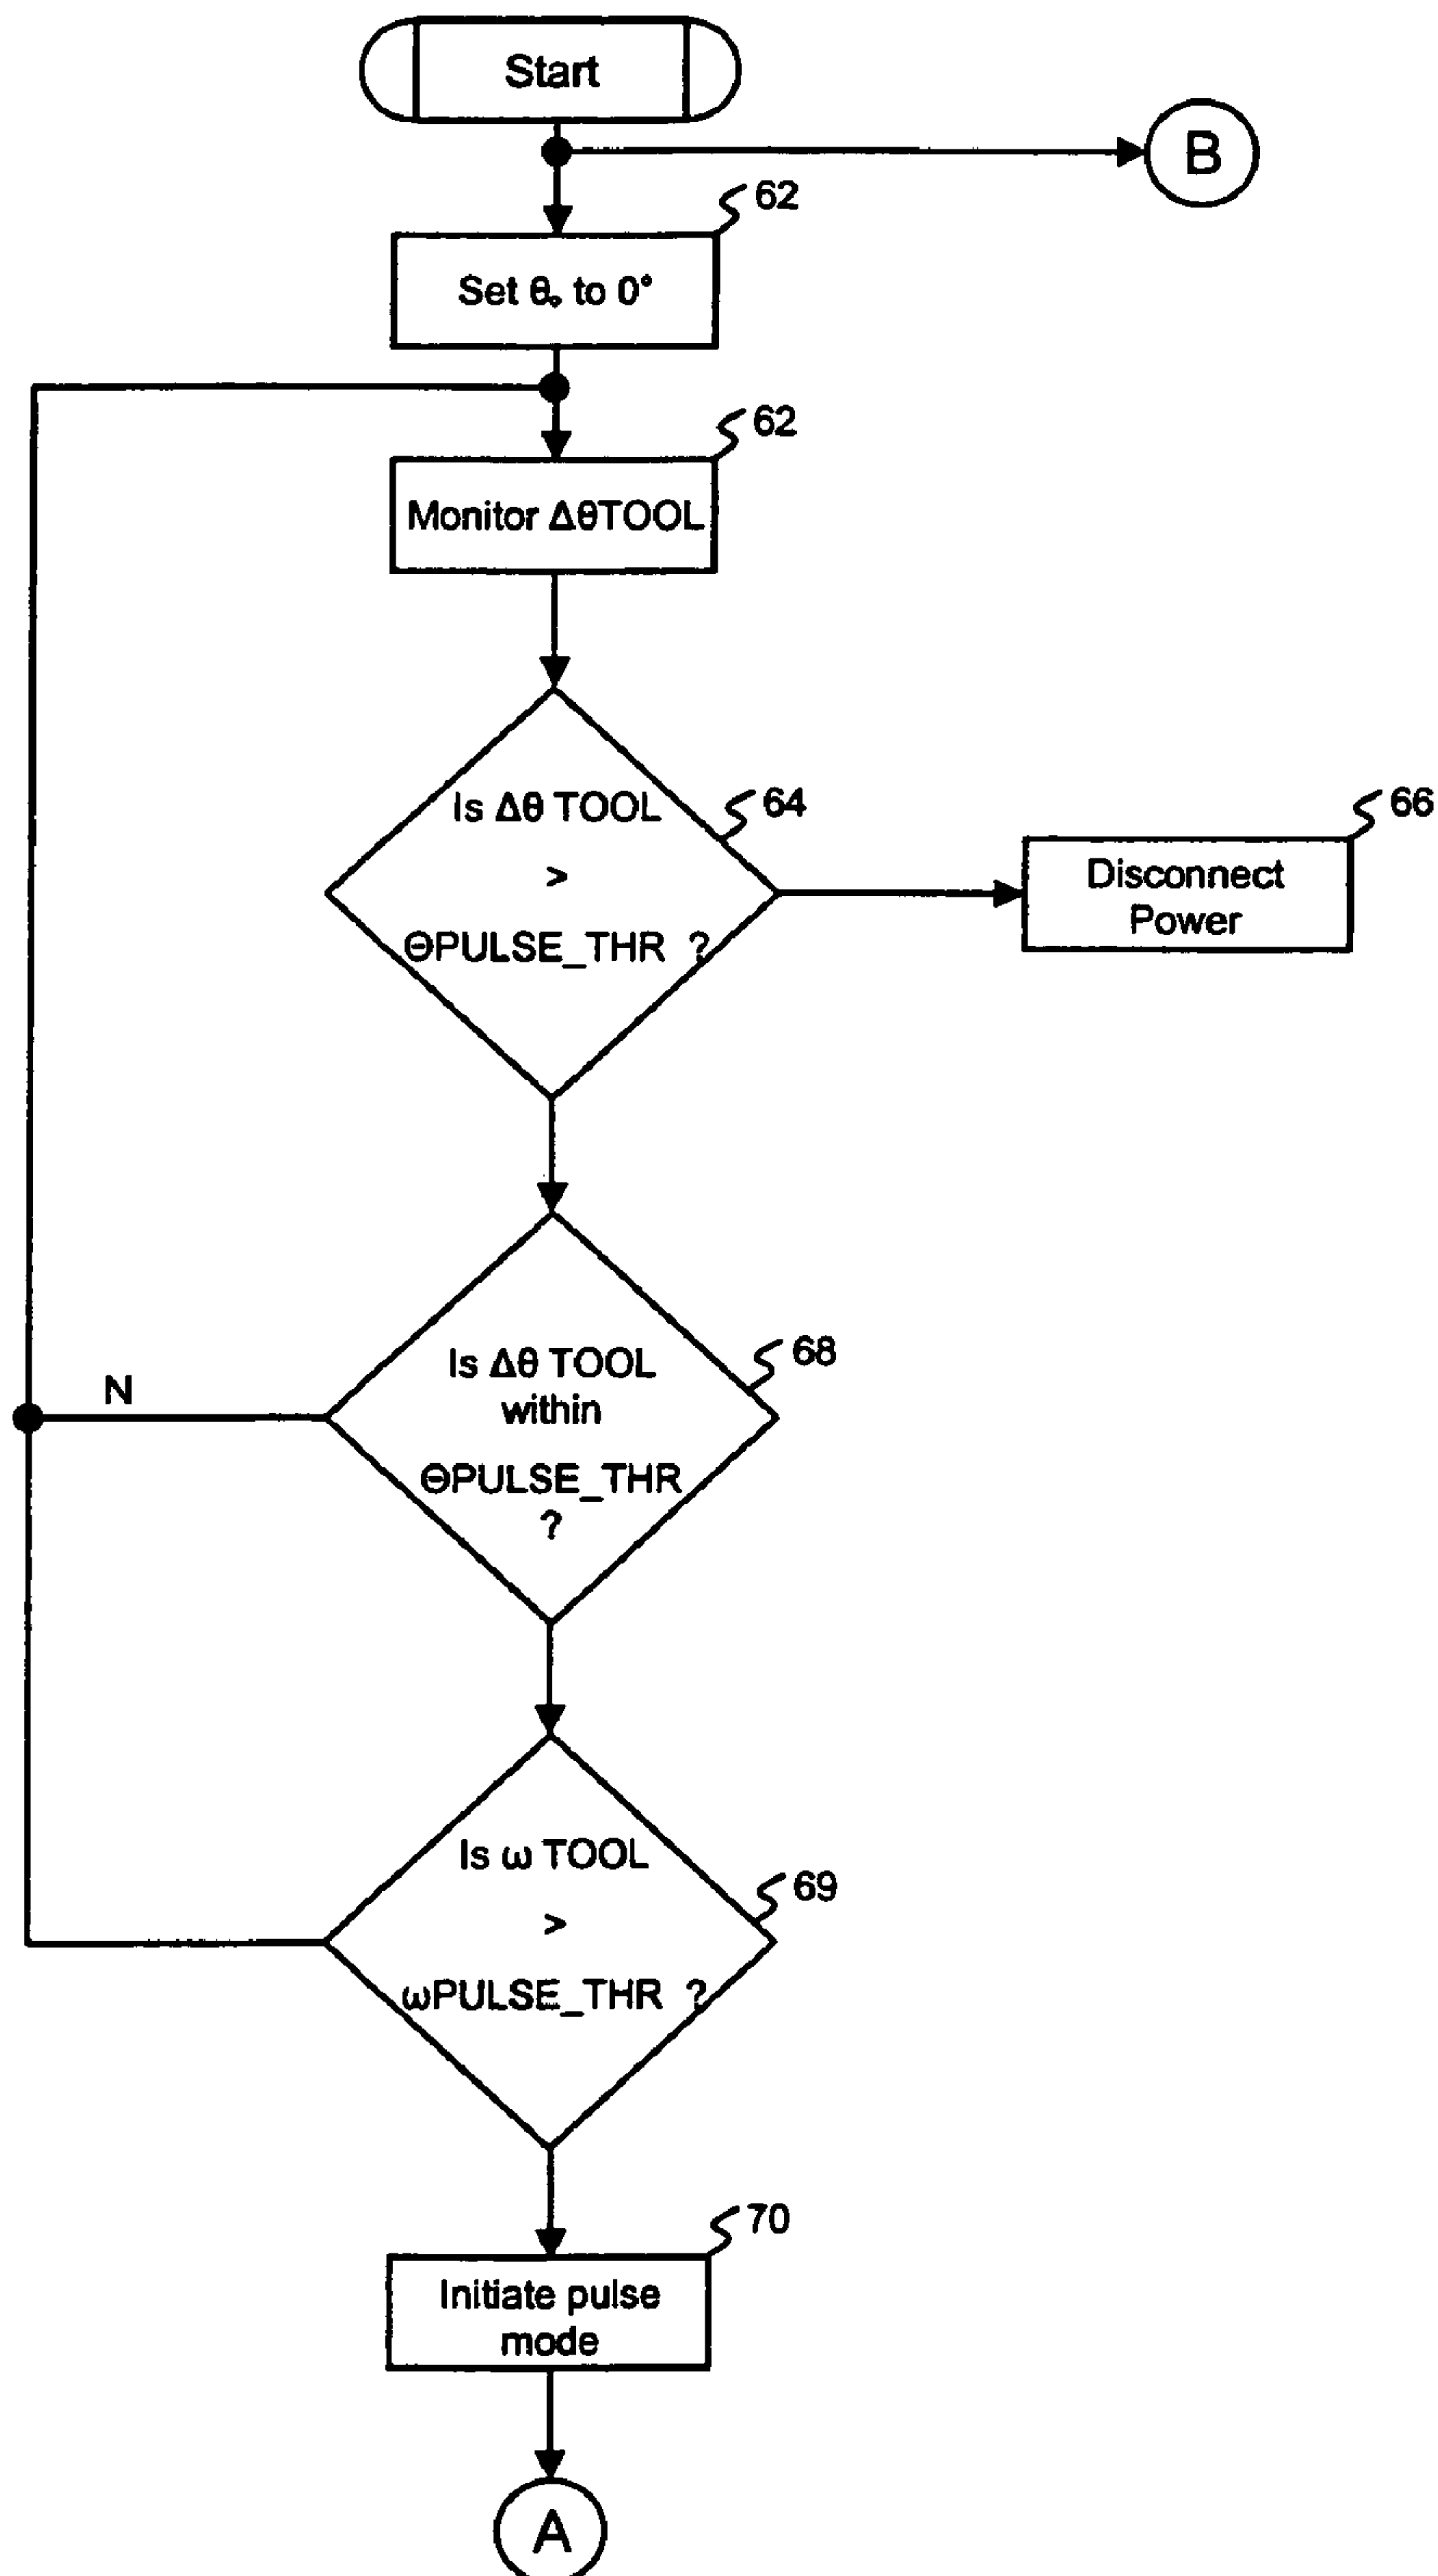 Start
B
62
Set θ₀ to 0°
62
Monitor ΔθTOOL
Is Δθ TOOL
>
ΘPULSE_THR ?
64
66
Disconnect
Power
68
Is Δθ TOOL
within
ΘPULSE_THR
?
N
Is ω TOOL
>
ωPULSE_THR ?
69
70
Initiate pulse
mode
A